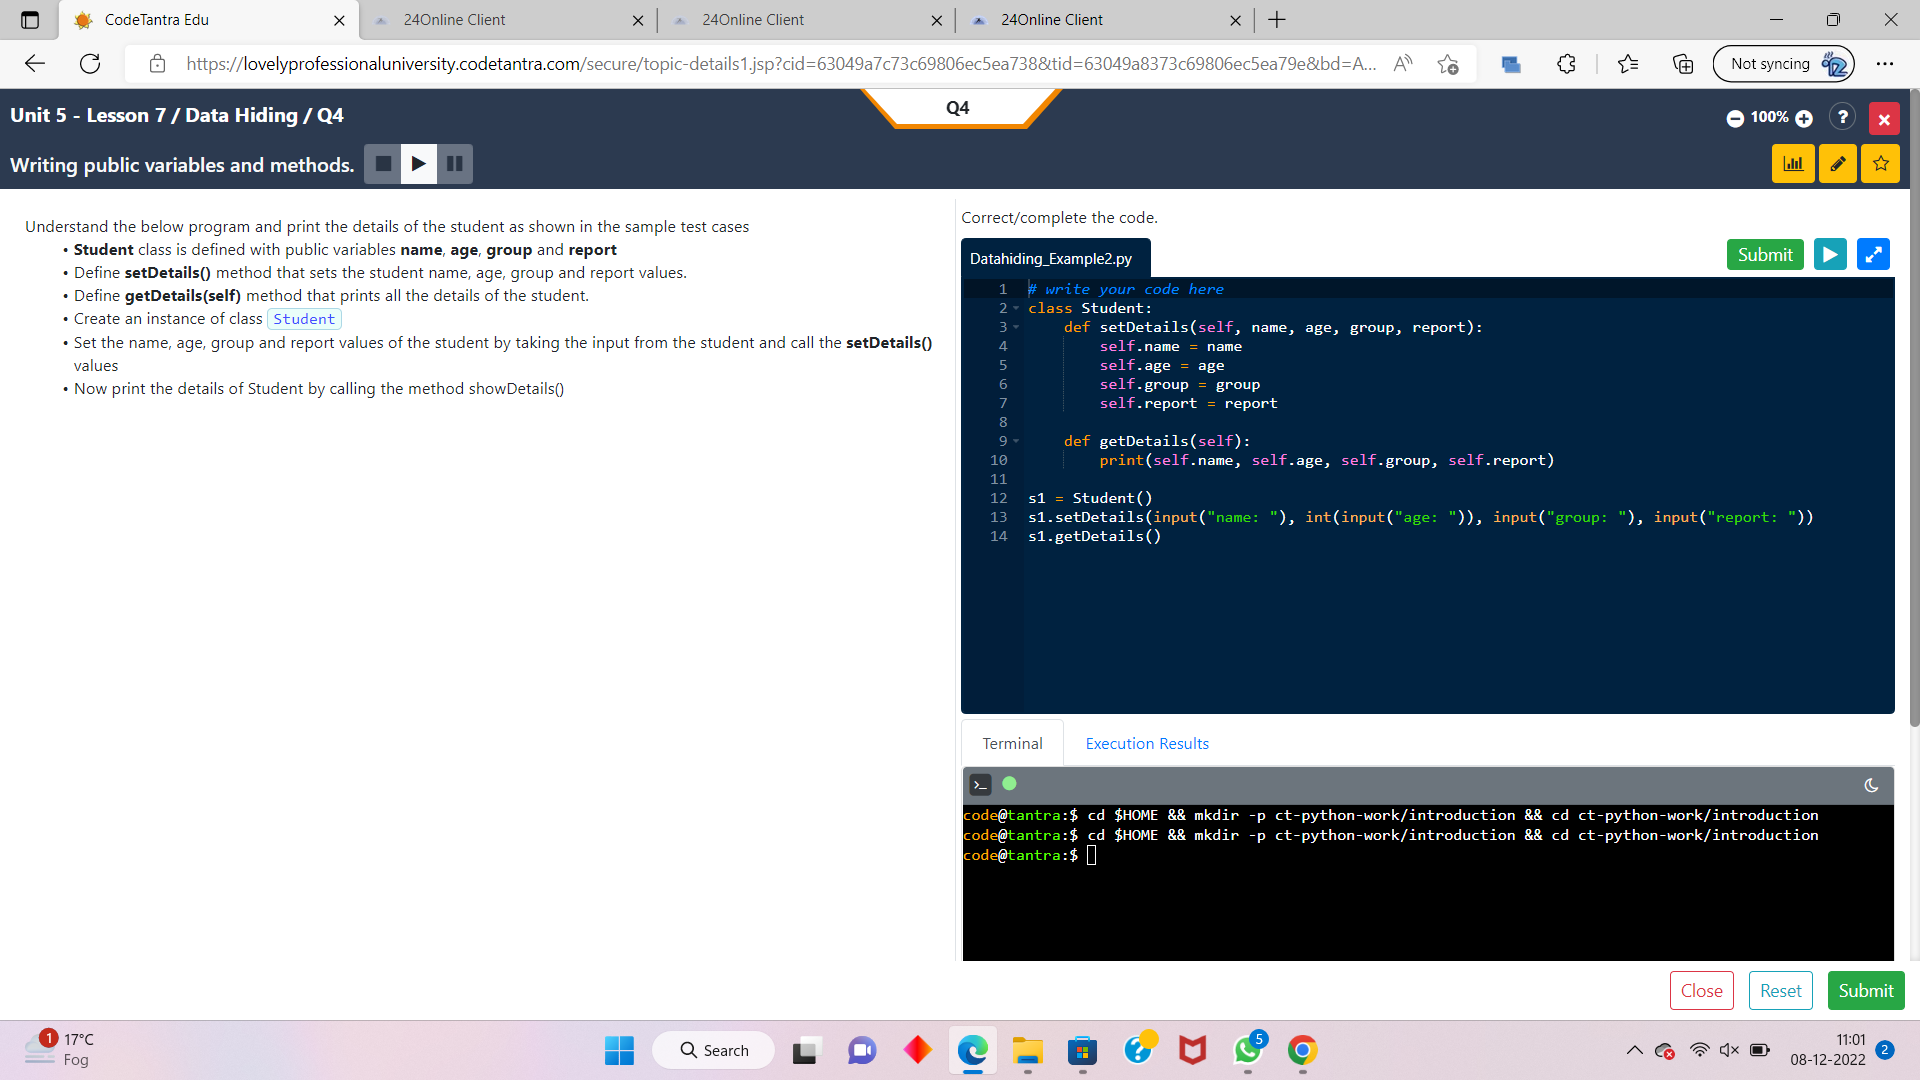 CodeTantra Edu
24Online Client
24Online Client
24Online Client
https://lovelyprofessionaluniversity.codetantra.com/secure/topic-details1.jsp?cid=63049a7c73c69806ec5ea738&tid=63049a8373c69806ec5ea79e&bd=A...
Not syncing
Unit 5 - Lesson 7 / Data Hiding / Q4
Q4
100%
?
Writing public variables and methods.
Understand the below program and print the details of the student as shown in the sample test cases
• Student class is defined with public variables name, age, group and report
• Define setDetails() method that sets the student name, age, group and report values.
• Define getDetails(self) method that prints all the details of the student.
• Create an instance of class Student
• Set the name, age, group and report values of the student by taking the input from the student and call the setDetails()
values
• Now print the details of Student by calling the method showDetails()
Correct/complete the code.
Datahiding_Example2.py
Submit
1 # write your code here
2 class Student:
3     def setDetails(self, name, age, group, report):
4         self.name = name
5         self.age = age
6         self.group = group
7         self.report = report
8
9     def getDetails(self):
10         print(self.name, self.age, self.group, self.report)
11
12 s1 = Student()
13 s1.setDetails(input("name: "), int(input("age: ")), input("group: "), input("report: "))
14 s1.getDetails()
Terminal
Execution Results
code@tantra:$ cd $HOME && mkdir -p ct-python-work/introduction && cd ct-python-work/introduction
code@tantra:$ cd $HOME && mkdir -p ct-python-work/introduction && cd ct-python-work/introduction
code@tantra:$
Close
Reset
Submit
1
17°C
Fog
Search
5
11:01
08-12-2022
2